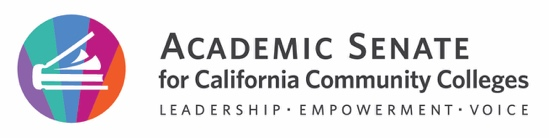 ACADEMIC SENATE
for California Community Colleges
LEADERSHIP · EMPOWERMENT · VOICE